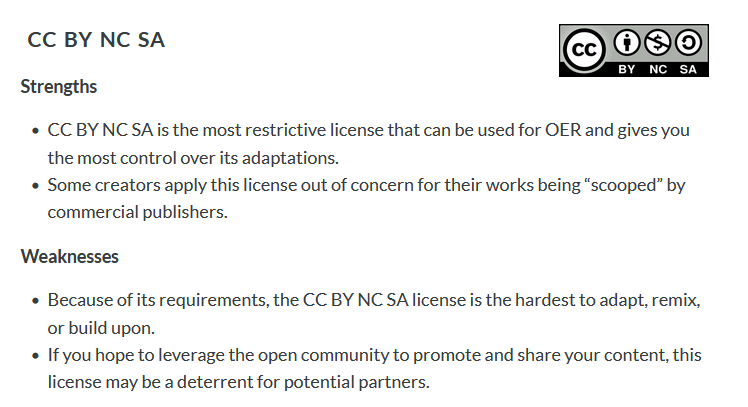 CC BY NC SA
cc
BY NC SA
Strengths
• CC BY NC SA is the most restrictive license that can be used for OER and gives you
the most control over its adaptations.
• Some creators apply this license out of concern for their works being “scooped” by
commercial publishers.
Weaknesses
• Because of its requirements, the CC BY NC SA license is the hardest to adapt, remix,
or build upon.
• If you hope to leverage the open community to promote and share your content, this
license may be a deterrent for potential partners.